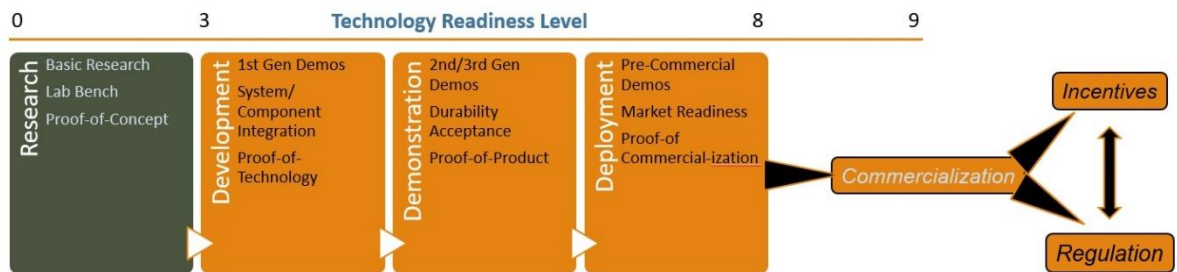 0
3
Technology Readiness Level
8
9
Research
Basic Research
Lab Bench
Proof-of-Concept
Development
1st Gen Demos
System/
Component
Integration
Proof-of-
Technology
Demonstration
2nd/3rd Gen
Demos
Durability
Acceptance
Proof-of-Product
Deployment
Pre-Commercial
Demos
Market Readiness
Proof-of
Commercial-ization
Commercialization
Incentives
Regulation